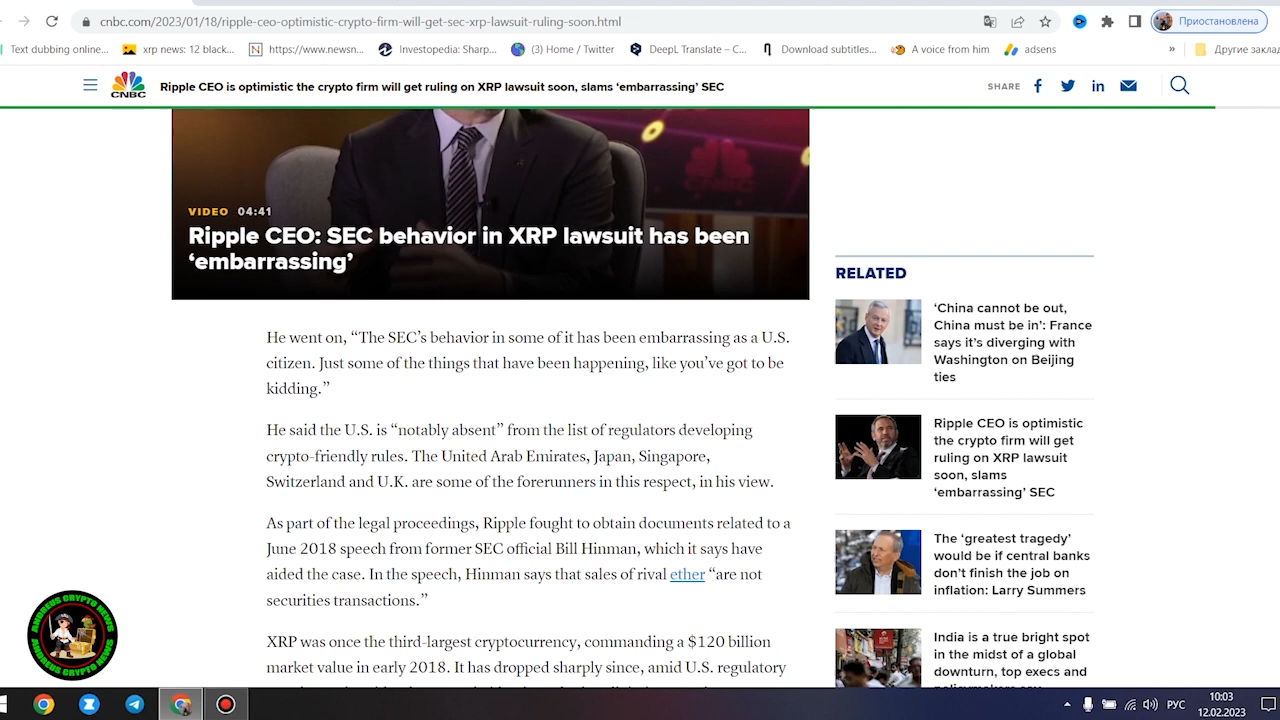 cnbc.com/2023/01/18/ripple-ceo-optimistic-crypto-firm-will-get-sec-xrp-lawsuit-ruling-soon.html
Приостановлена
Text dubbing online...
xrp news: 12 black...
https://www.newsn...
Investopedia: Sharp...
(3) Home / Twitter
DeepL Translate – C...
Download subtitles...
A voice from him
adsens
»
Другие закла
CNBC
Ripple CEO is optimistic the crypto firm will get ruling on XRP lawsuit soon, slams ‘embarrassing’ SEC
SHARE
VIDEO 04:41
Ripple CEO: SEC behavior in XRP lawsuit has been
‘embarrassing’
He went on, “The SEC’s behavior in some of it has been embarrassing as a U.S.
citizen. Just some of the things that have been happening, like you’ve got to be
kidding.”
He said the U.S. is “notably absent” from the list of regulators developing
crypto-friendly rules. The United Arab Emirates, Japan, Singapore,
Switzerland and U.K. are some of the forerunners in this respect, in his view.
As part of the legal proceedings, Ripple fought to obtain documents related to a
June 2018 speech from former SEC official Bill Hinman, which it says have
aided the case. In the speech, Hinman says that sales of rival ether “are not
securities transactions.”
XRP was once the third-largest cryptocurrency, commanding a $120 billion
market value in early 2018. It has dropped sharply since, amid U.S. regulatory
RELATED
‘China cannot be out,
China must be in’: France
says it’s diverging with
Washington on Beijing
ties
Ripple CEO is optimistic
the crypto firm will get
ruling on XRP lawsuit
soon, slams
‘embarrassing’ SEC
The ‘greatest tragedy’
would be if central banks
don’t finish the job on
inflation: Larry Summers
India is a true bright spot
in the midst of a global
downturn, top execs and
ANDREUS CRYPTO NEWS
ANDREUS CRYPTO NEWS
РУС
10:03
12.02.2023